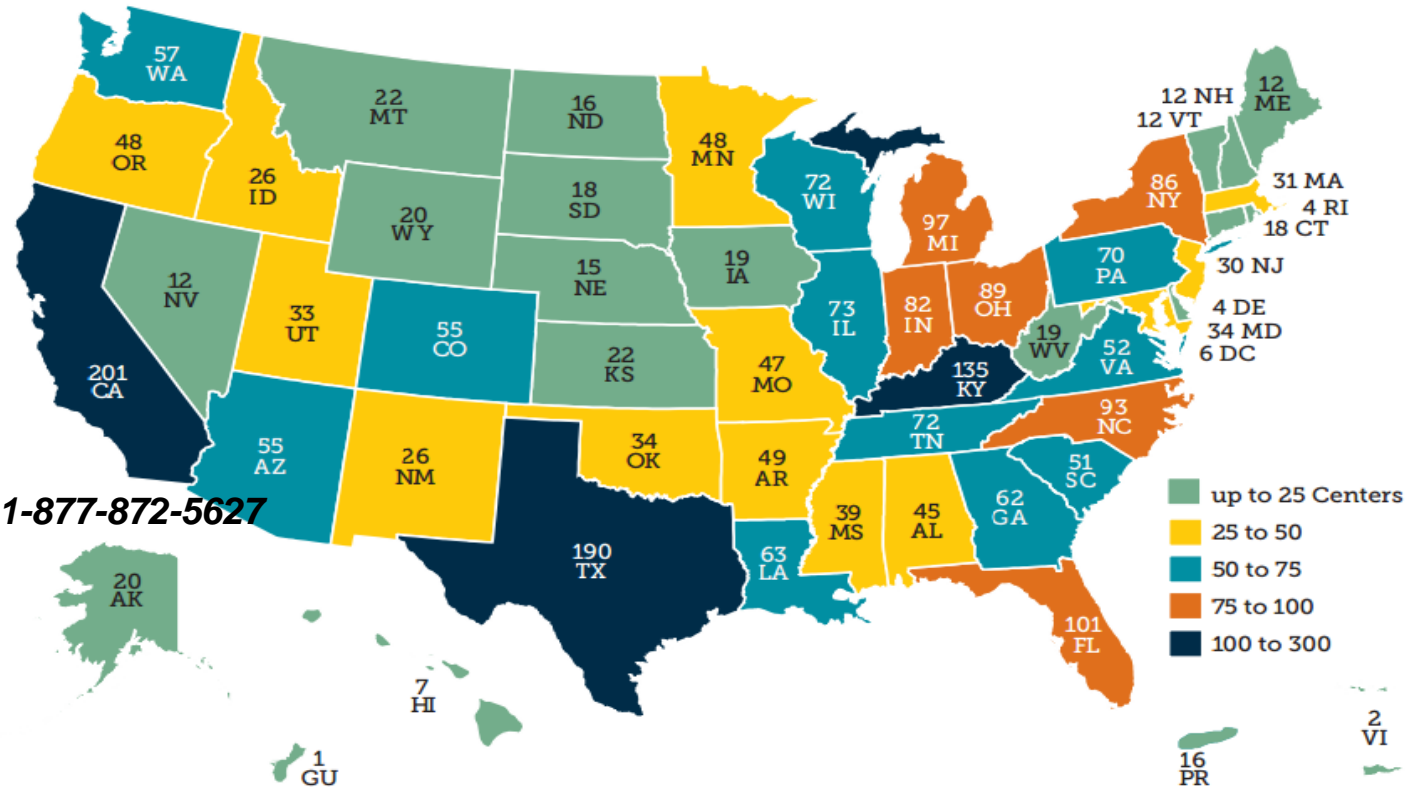 57
WA
48
OR
26
ID
22
MT
16
ND
48
MN
18
SD
20
WY
72
WI
97
MI
86
NY
12 NH
12 VT
12
ME
31 MA
4 RI
18 CT
30 NJ
4 DE
34 MD
6 DC
70
PA
89
OH
82
IN
73
IL
19
IA
15
NE
12
NV
33
UT
55
CO
22
KS
47
MO
135
KY
19
WV
52
VA
93
NC
72
TN
51
SC
62
GA
45
AL
39
MS
49
AR
34
OK
26
NM
55
AZ
201
CA
190
TX
63
LA
101
FL
1-877-872-5627
20
AK
7
HI
1
GU
16
PR
2
VI
up to 25 Centers
25 to 50
50 to 75
75 to 100
100 to 300